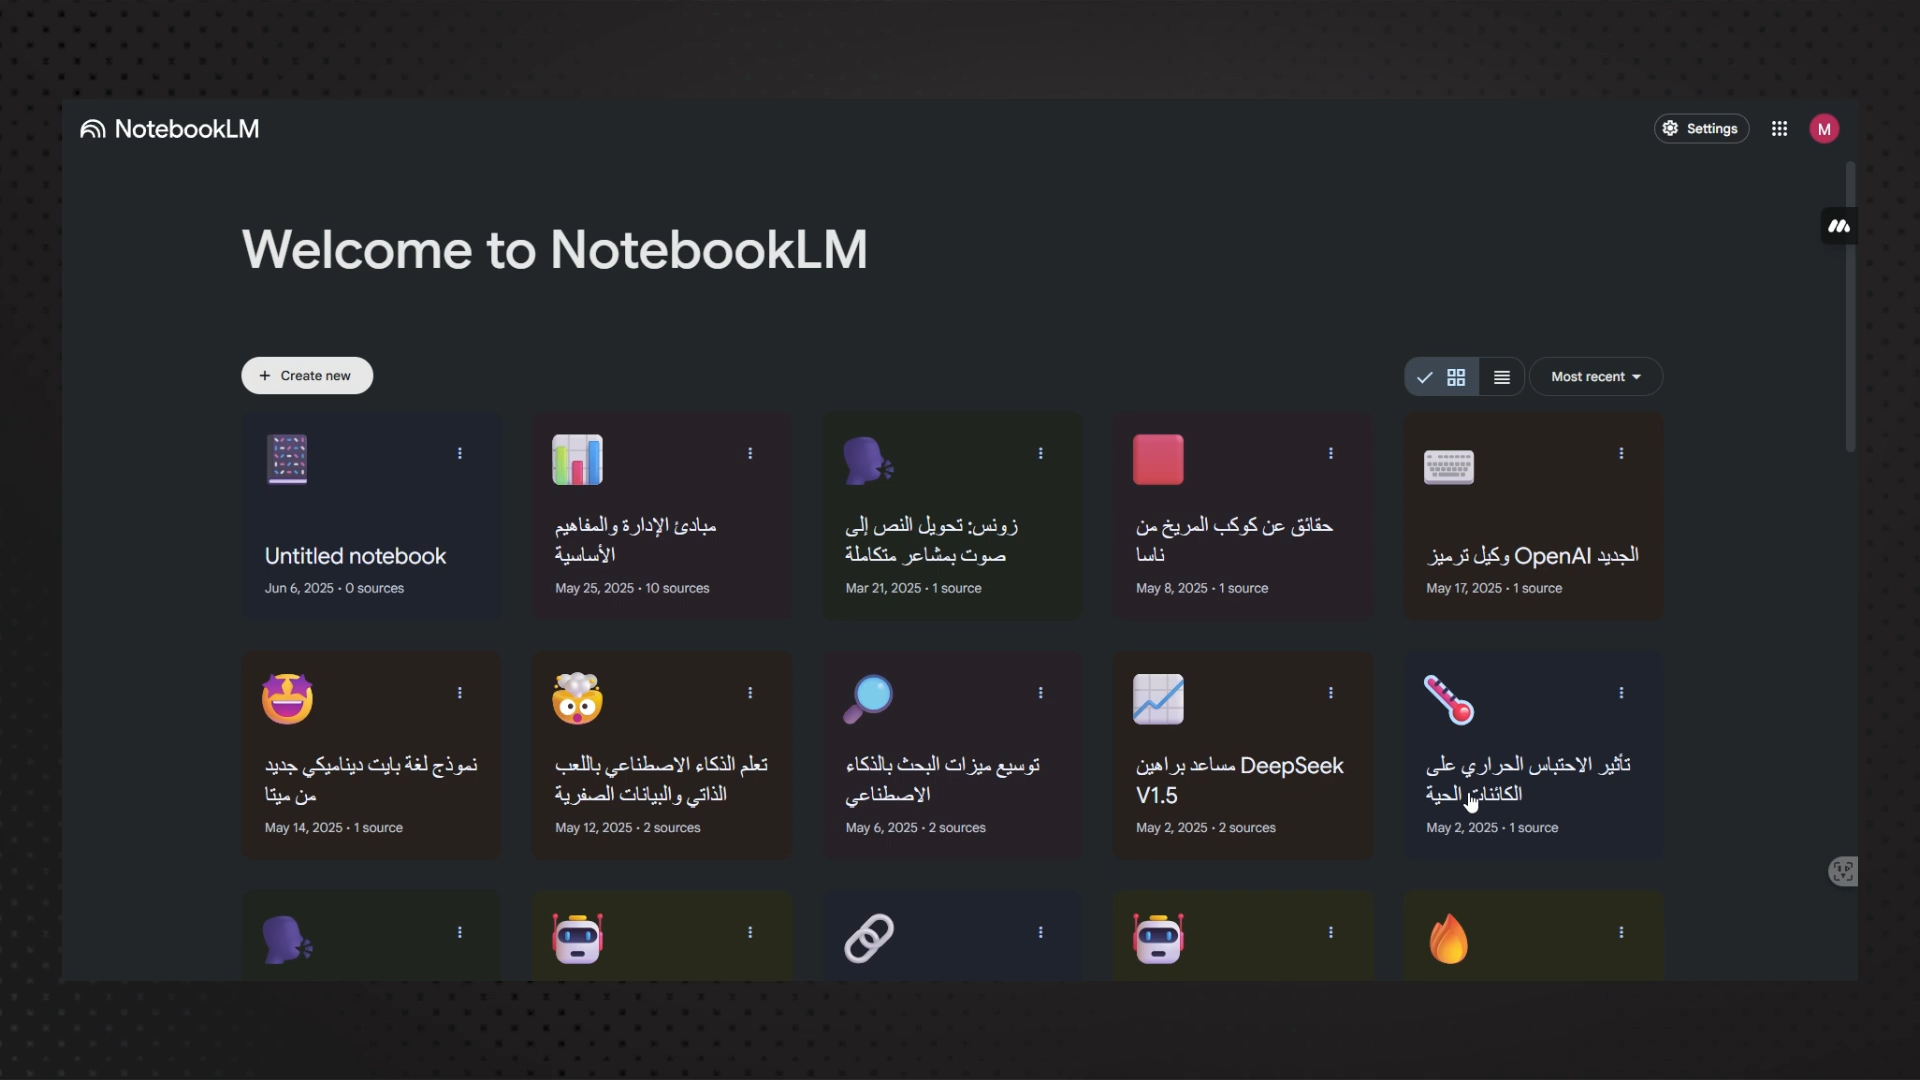 NotebookLM
Settings
M
Welcome to NotebookLM
+ Create new
Most recent
Untitled notebook
Jun 6, 2025 • 0 sources
مبادئ الإدارة والمفاهيم
الأساسية
May 25, 2025 • 10 sources
زونس: تحويل النص إلى
صوت بمشاعر متكاملة
Mar 21, 2025 • 1 source
حقائق عن كوكب المريخ من
ناسا
May 8, 2025 • 1 source
وكيل ترميز OpenAI الجديد
May 17, 2025 • 1 source
نموذج لغة بايت ديناميكي جديد
من ميتا
May 14, 2025 • 1 source
تعلم الذكاء الاصطناعي باللعب
الذاتي والبيانات الصفرية
May 12, 2025 • 2 sources
توسيع ميزات البحث بالذكاء
الاصطناعي
May 6, 2025 • 2 sources
مساعد براهين DeepSeek
V1.5
May 2, 2025 • 2 sources
تأثير الاحتباس الحراري على
الكائنات الحية
May 2, 2025 • 1 source